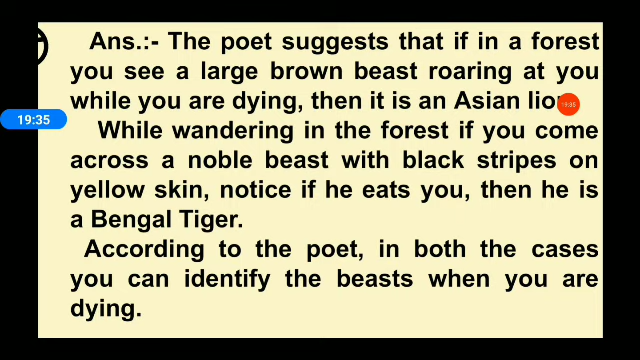 Ans.:- The poet suggests that if in a forest
you see a large brown beast roaring at you
while you are dying, then it is an Asian lion
19:35
19:35
While wandering in the forest if you come
across a noble beast with black stripes on
yellow skin, notice if he eats you, then he is
a Bengal Tiger.
According to the poet, in both the cases
you can identify the beasts when you are
dying.